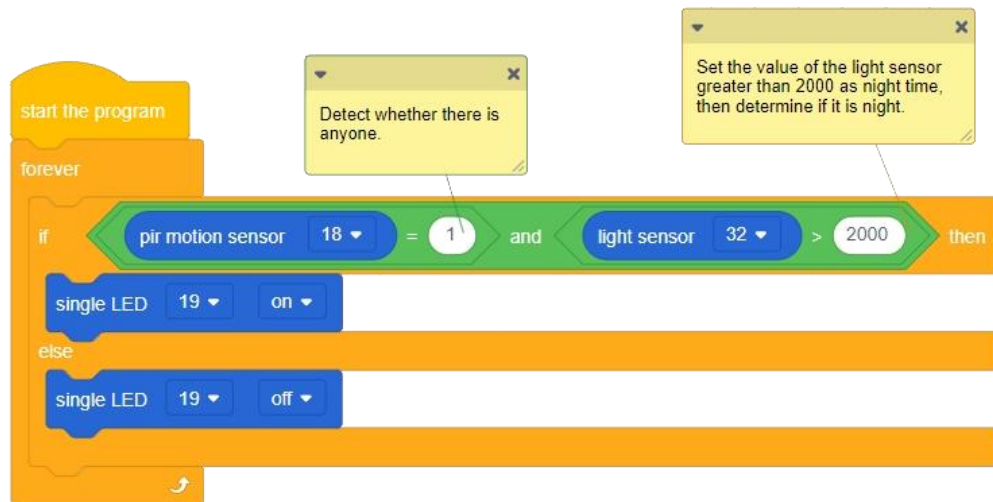 Set the value of the light sensor
greater than 2000 as night time,
then determine if it is night.
Detect whether there is
anyone.
start the program
forever
if pir motion sensor 18 = 1 and light sensor 32 > 2000 then
single LED 19 on
else
single LED 19 off